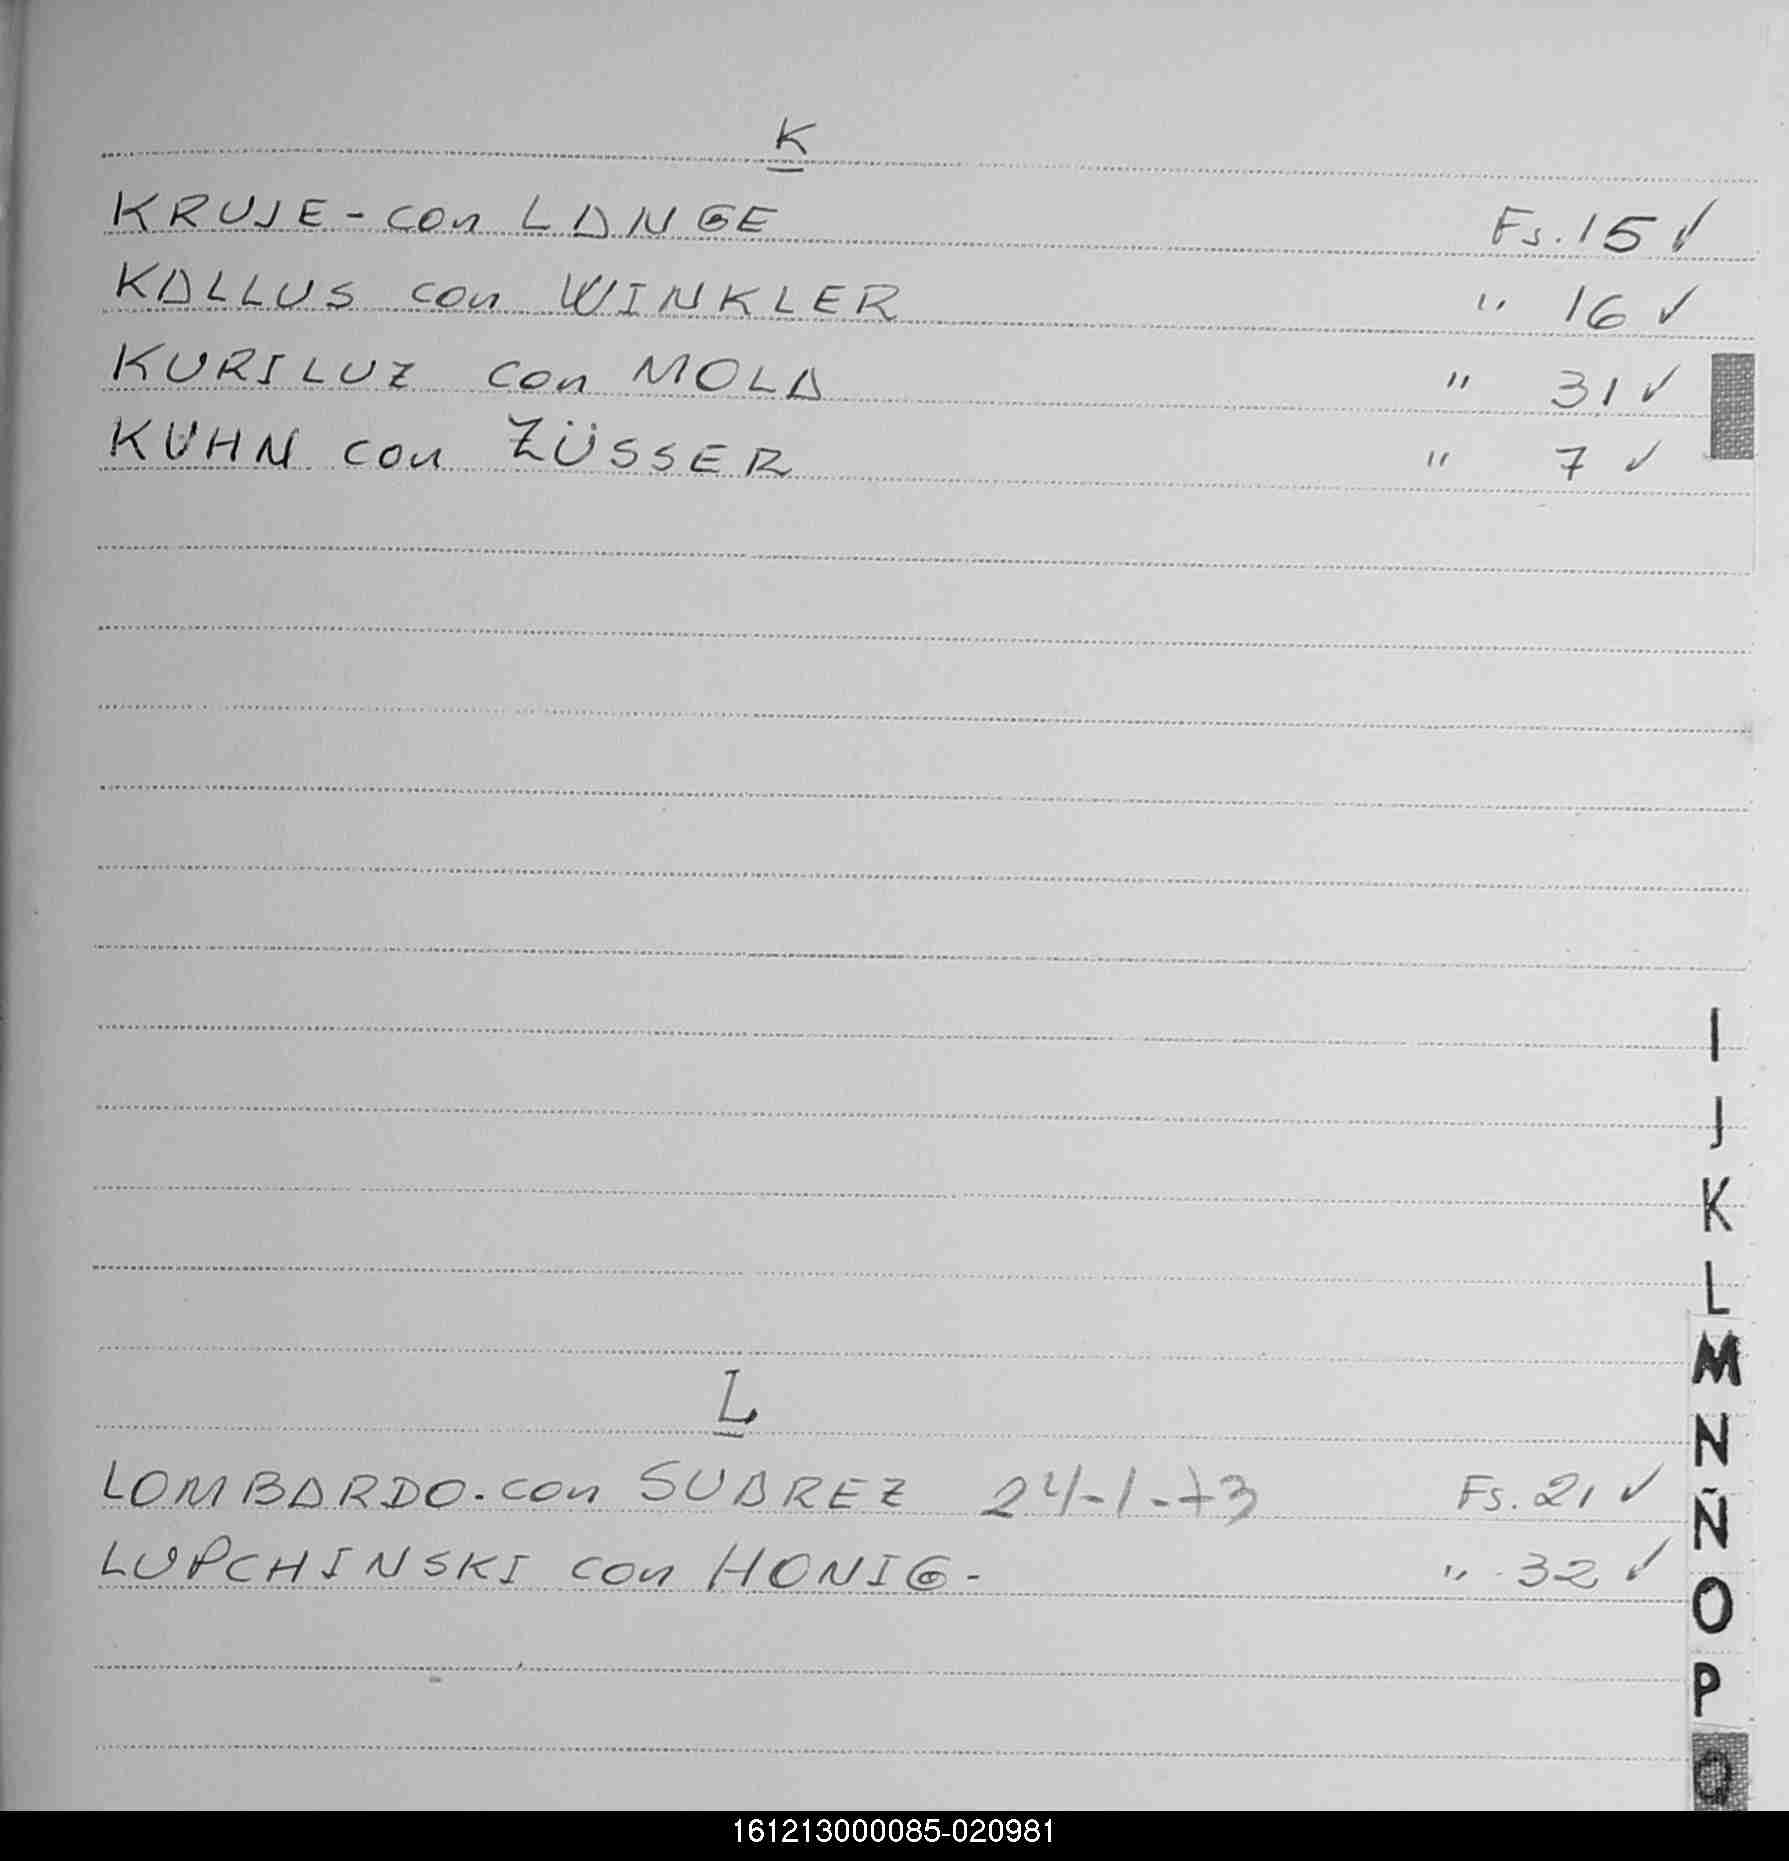 K
KRUJE - con LANGE Fs. 15 ✓
KALLUS con WINKLER " 16 ✓
KURILUZ con MOLA " 31 ✓
KUHN con ZÜSSER " 7 ✓
I
J
K
L
M
N
Ñ
O
P
Q
L
LOMBARDO. con SUAREZ 24-1-73 Fs. 21 ✓
LUPCHINSKI con HONIG - " 32 ✓
161213000085-020981